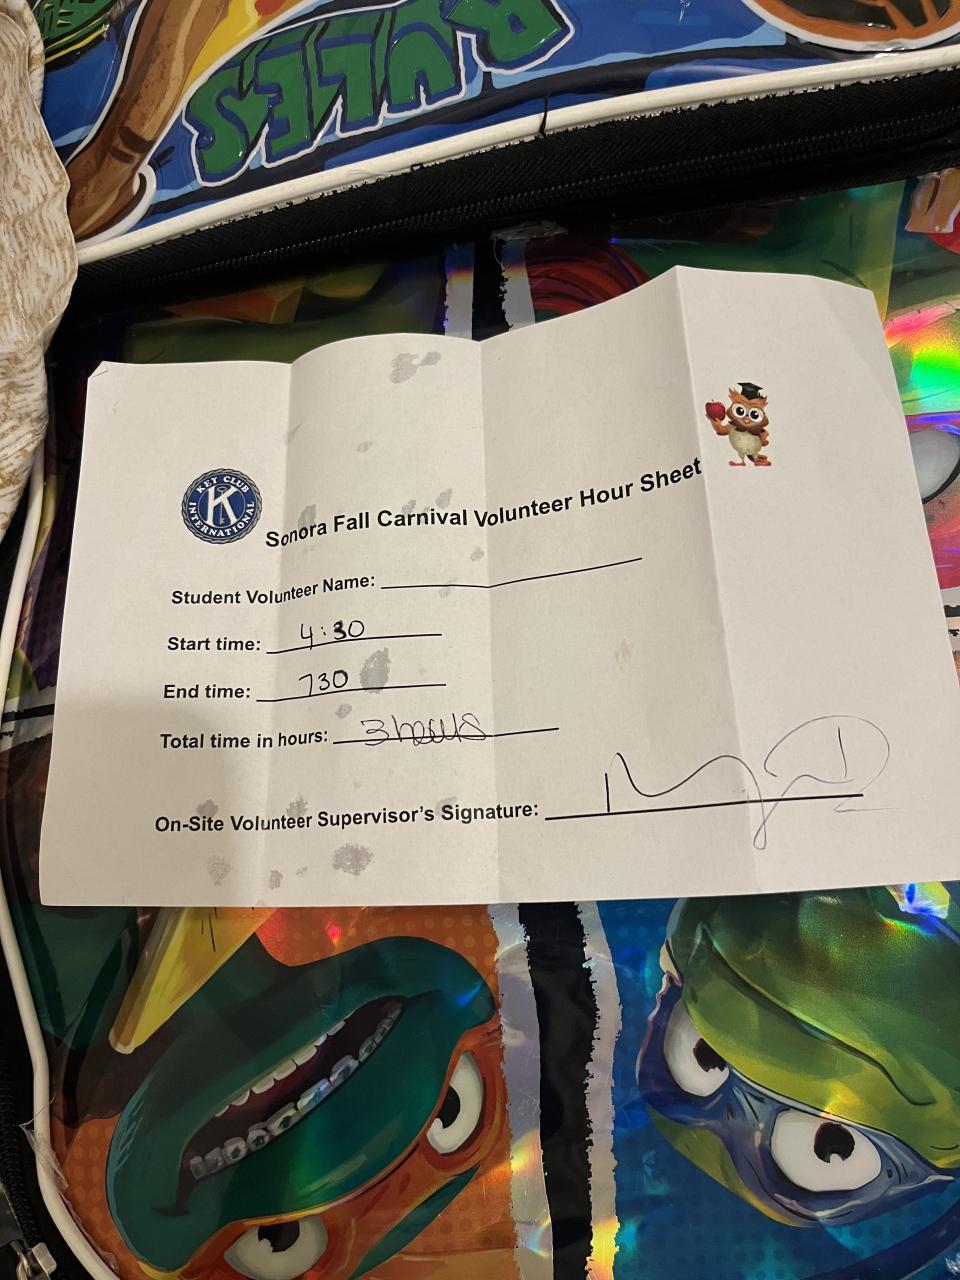 RULES
KEY CLUB
K
INTERNATIONAL
Sonora Fall Carnival Volunteer Hour Sheet
Student Volunteer Name:
Start time: 4:30
End time: 730
Total time in hours: 3 hours
On-Site Volunteer Supervisor's Signature: